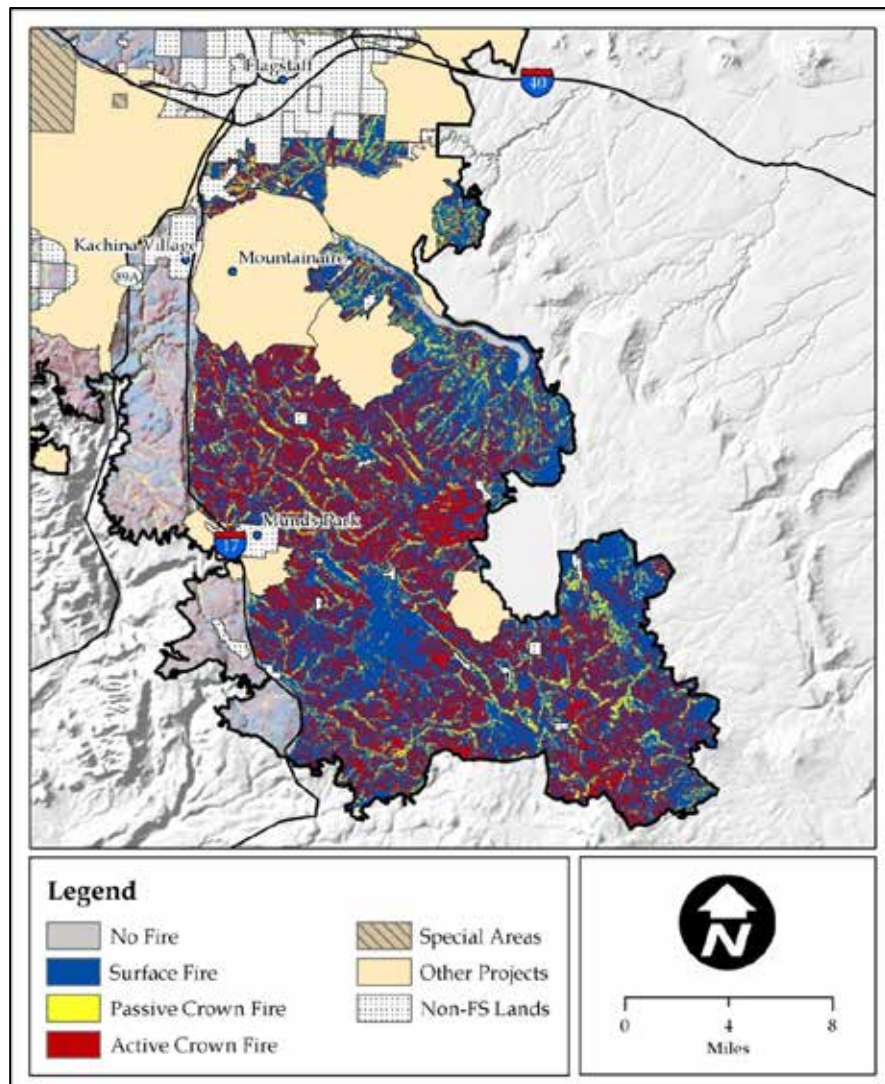 Flagstaff
40
Kachina Village
89A
Mountainaire
Munds Park
17
Legend
No Fire
Surface Fire
Passive Crown Fire
Active Crown Fire
Special Areas
Other Projects
Non-FS Lands
N
0 4 8
Miles